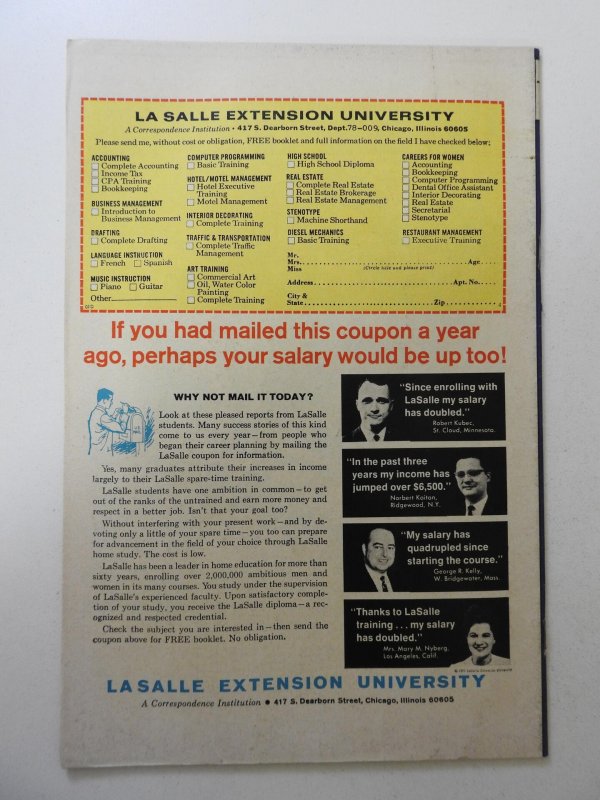 LA SALLE EXTENSION UNIVERSITY
A Correspondence Institution • 417 S. Dearborn Street, Dept. 78-009, Chicago, Illinois 60605
Please send me, without cost or obligation, FREE booklet and full information on the field I have checked below:
ACCOUNTING
Complete Accounting
Income Tax
CPA Training
Bookkeeping
BUSINESS MANAGEMENT
Introduction to
Business Management
DRAFTING
Complete Drafting
LANGUAGE INSTRUCTION
French Spanish
MUSIC INSTRUCTION
Piano Guitar
Other
COMPUTER PROGRAMMING
Basic Training
HOTEL/MOTEL MANAGEMENT
Hotel Executive
Training
Motel Management
INTERIOR DECORATING
Complete Training
TRAFFIC & TRANSPORTATION
Complete Traffic
Management
ART TRAINING
Commercial Art
Oil, Water Color
Painting
Complete Training
HIGH SCHOOL
High School Diploma
REAL ESTATE
Complete Real Estate
Real Estate Brokerage
Real Estate Management
STENOTYPE
Machine Shorthand
DIESEL MECHANICS
Basic Training
CAREERS FOR WOMEN
Accounting
Bookkeeping
Computer Programming
Dental Office Assistant
Interior Decorating
Real Estate
Secretarial
Stenotype
RESTAURANT MANAGEMENT
Executive Training
Mr.
Mrs. Age
Miss (Circle title and please print)
Address Apt. No.
City &
State Zip
If you had mailed this coupon a year
ago, perhaps your salary would be up too!
WHY NOT MAIL IT TODAY?
Look at these pleased reports from LaSalle
students. Many success stories of this kind
come to us every year—from people who
began their career planning by mailing the
LaSalle coupon for information.
Yes, many graduates attribute their increases in income
largely to their LaSalle spare-time training.
LaSalle students have one ambition in common—to get
out of the ranks of the untrained and earn more money and
respect in a better job. Isn't that your goal too?
Without interfering with your present work—and by de-
voting only a little of your spare time—you too can prepare
for advancement in the field of your choice through LaSalle
home study. The cost is low.
LaSalle has been a leader in home education for more than
sixty years, enrolling over 2,000,000 ambitious men and
women in its many courses. You study under the supervision
of LaSalle's experienced faculty. Upon satisfactory comple-
tion of your study, you receive the LaSalle diploma—a rec-
ognized and respected credential.
Check the subject you are interested in—then send the
coupon above for FREE booklet. No obligation.
"Since enrolling with
LaSalle my salary
has doubled."
Robert Kubec,
St. Cloud, Minnesota.
"In the past three
years my income has
jumped over $6,500."
Norbert Koiton,
Ridgewood, N.Y.
"My salary has
quadrupled since
starting the course."
George R. Kelly,
W. Bridgewater, Mass.
"Thanks to LaSalle
training . . . my salary
has doubled."
Mrs. Mary M. Nyberg,
Los Angeles, Calif.
LA SALLE EXTENSION UNIVERSITY
A Correspondence Institution • 417 S. Dearborn Street, Chicago, Illinois 60605